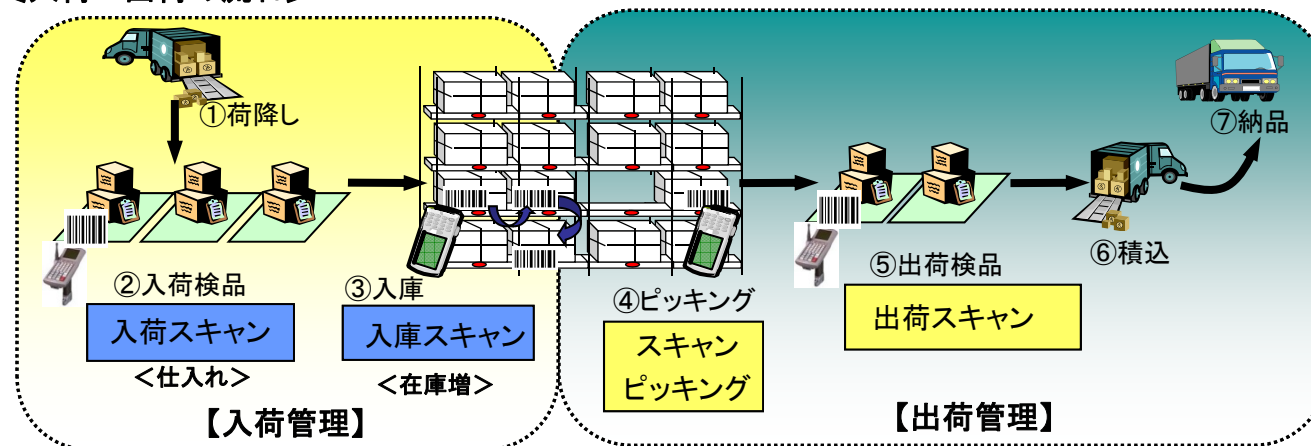 ①荷降し
②入荷検品
入荷スキャン
＜仕入れ＞
③入庫
入庫スキャン
＜在庫増＞
【入荷管理】
④ピッキング
スキャン
ピッキング
⑤出荷検品
出荷スキャン
⑥積込
⑦納品
【出荷管理】